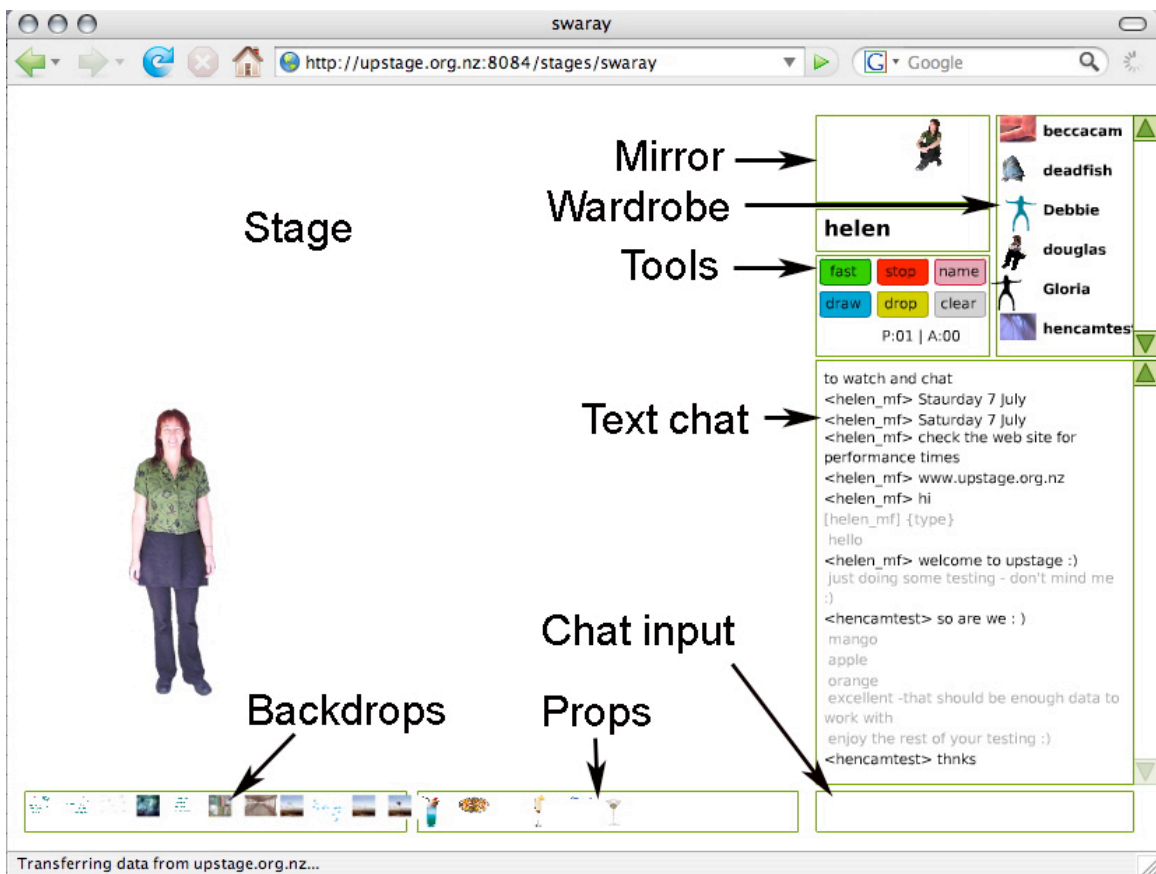 swaray
http://upstage.org.nz:8084/stages/swaray
Google
Stage
Mirror
Wardrobe
Tools
Text chat
Chat input
Backdrops
Props
helen
fast stop name
draw drop clear
P:01 | A:00
beccacam
deadfish
Debbie
douglas
Gloria
hencamtest
to watch and chat
<helen_mf> Staurday 7 July
<helen_mf> Saturday 7 July
<helen_mf> check the web site for
performance times
<helen_mf> www.upstage.org.nz
<helen_mf> hi
[helen_mf] {type}
hello
<helen_mf> welcome to upstage :)
just doing some testing - don't mind me
:)
<hencamtest> so are we : )
mango
apple
orange
excellent -that should be enough data to
work with
enjoy the rest of your testing :)
<hencamtest> thnks
Transferring data from upstage.org.nz...